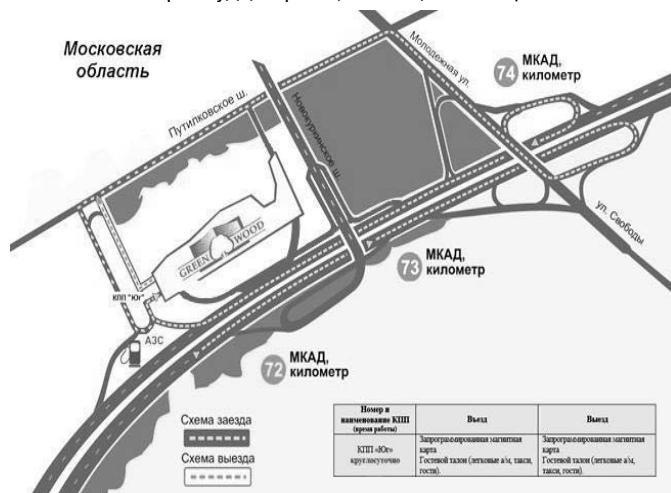 Московская
область
Молодежная ул.
74
МКАД,
километр
Путилковское ш.
Новокуркинское ш.
GREEN WOOD
ул. Свободы
КПП "Юг"
АЗС
73
МКАД,
километр
72
МКАД,
километр
Схема заезда
Схема выезда
Номер и
наименование КПП
(время работы)
Въезд
Выезд
КПП «Юг»
круглосуточно
Запрограммированная магнитная
карта
Гостевой талон (легковые а/м, такси,
гости).
Запрограммированная магнитная
карта
Гостевой талон (легковые а/м,
такси, гости).